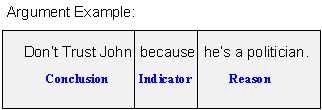 Argument Example:
Don't Trust John because he's a politician.
Conclusion Indicator Reason